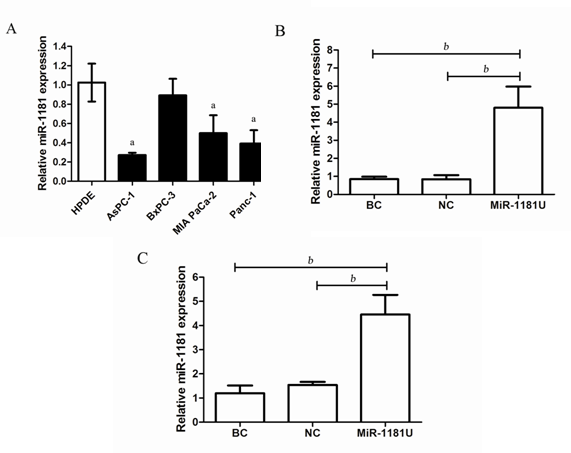 A
Relative miR-1181 expression
1.4
1.2
1.0
0.8
0.6
0.4
0.2
0.0
a
a
a
HPDE
AsPC-1
BxPC-3
MIA PaCa-2
Panc-1
B
Relative miR-1181 expression
8
7
6
5
4
3
2
1
0
b
b
BC
NC
MiR-1181U
C
Relative miR-1181 expression
6
5
4
3
2
1
0
b
b
BC
NC
MiR-1181U